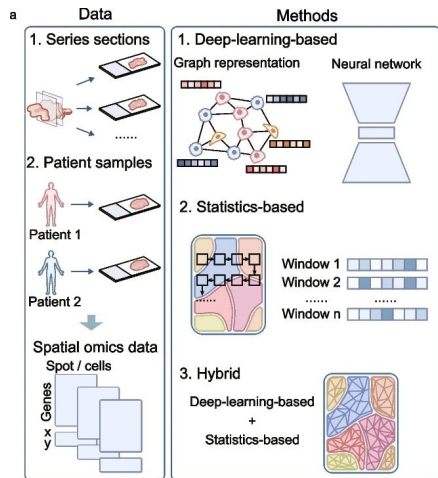 a
Data
1. Series sections
......
2. Patient samples
Patient 1
Patient 2
Spatial omics data
Spot / cells
Genes
x
y
Methods
1. Deep-learning-based
Graph representation
Neural network
2. Statistics-based
Window 1
Window 2
...... ......
Window n
......
3. Hybrid
Deep-learning-based
+
Statistics-based